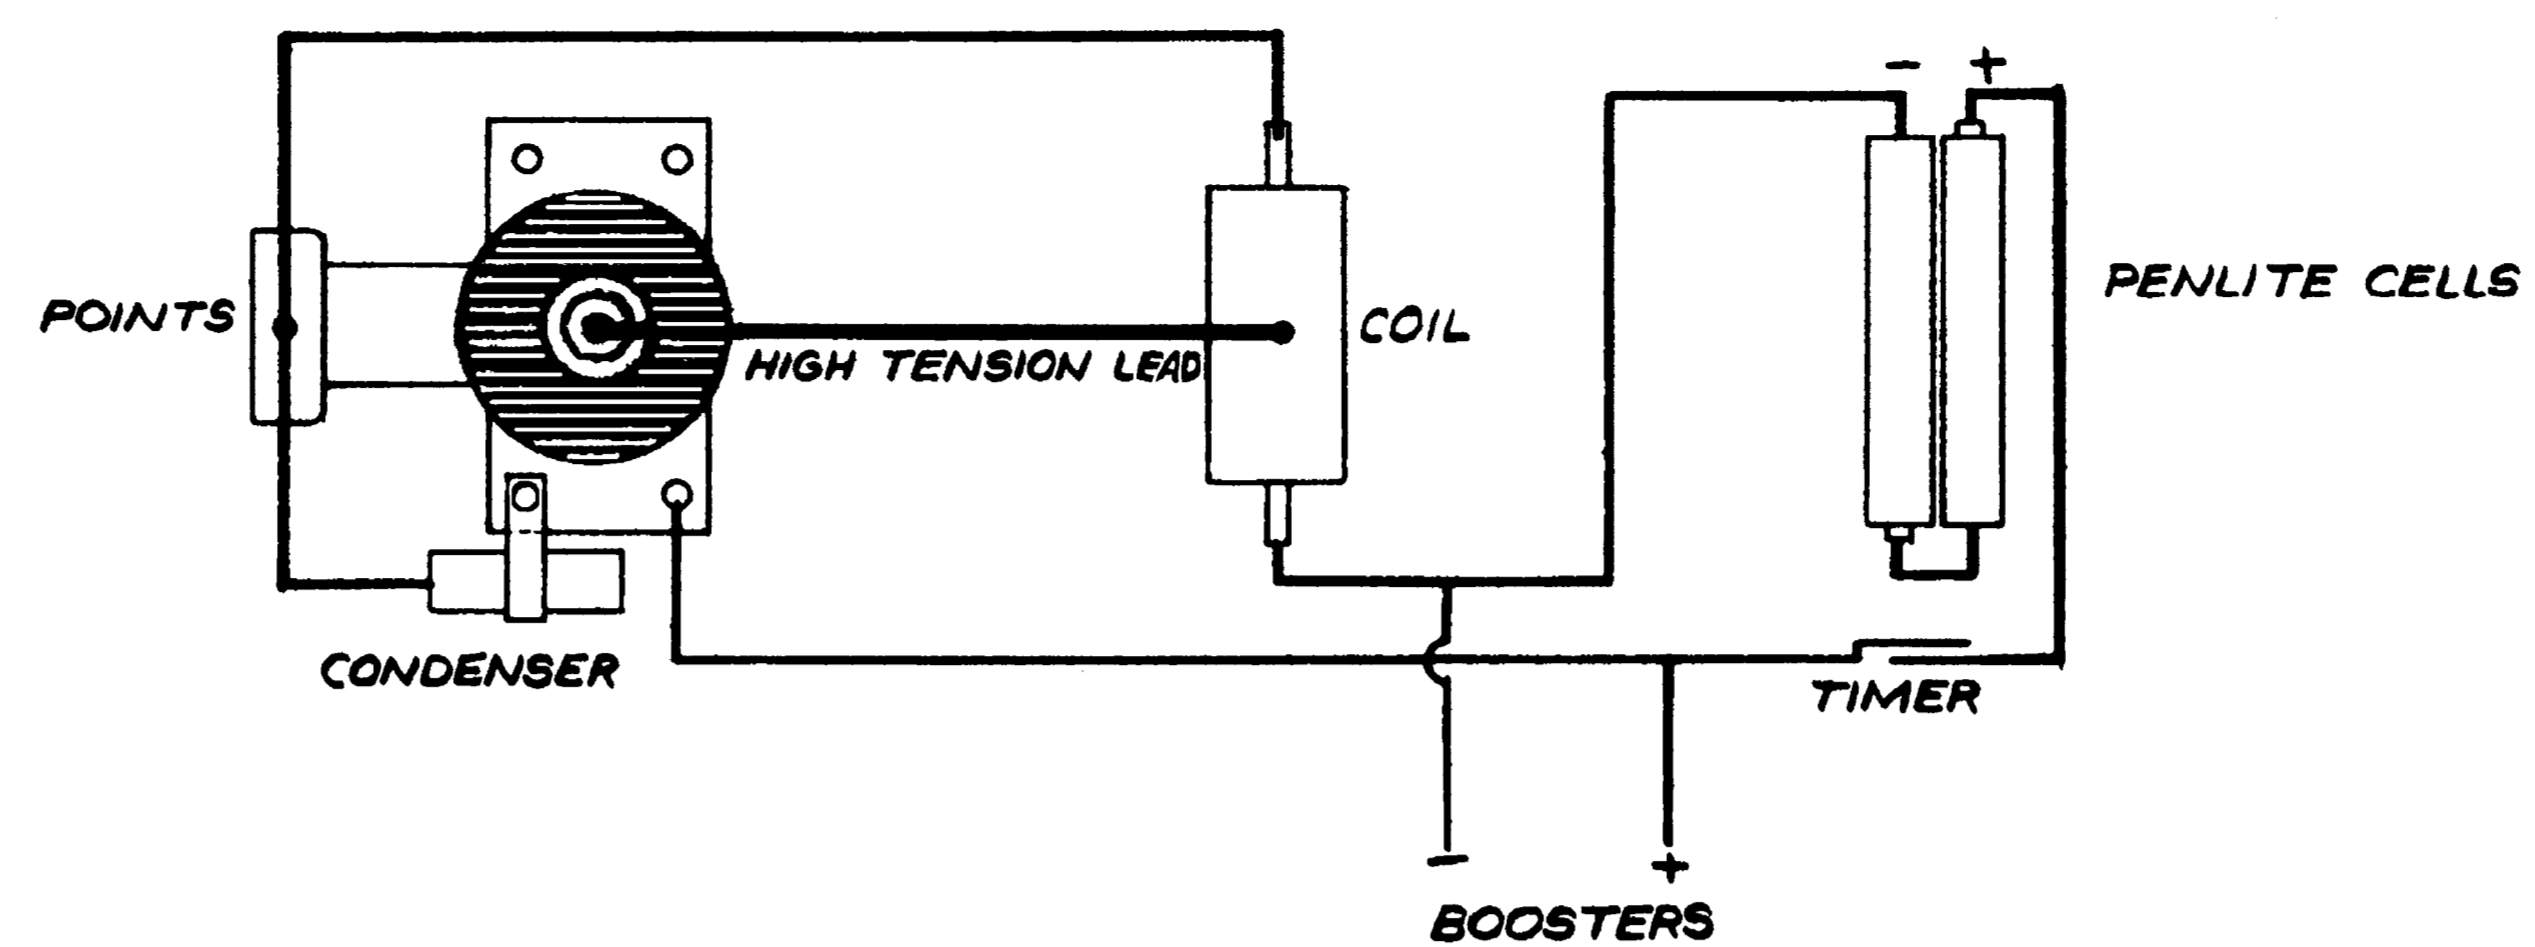 - +
PENLITE CELLS
POINTS
COIL
HIGH TENSION LEAD
CONDENSER
TIMER
- +
BOOSTERS